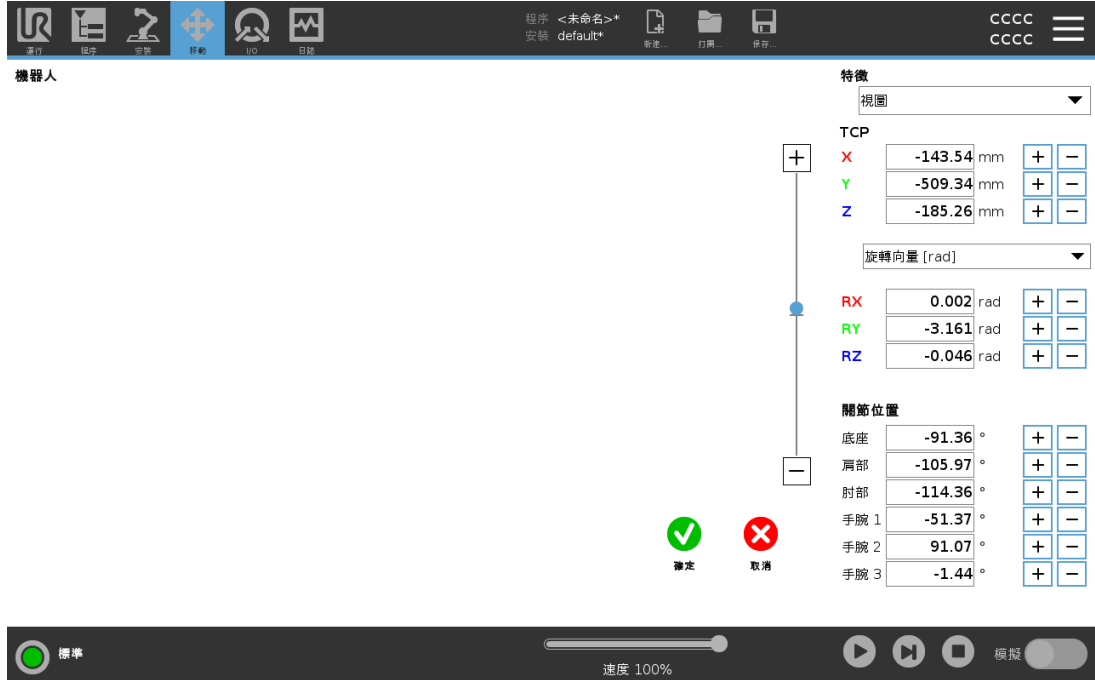 UR
運行
程序
安裝
移動
I/O
日誌
程序 <未命名>*
安裝 default*
新建...
打開...
保存...
CCCC
CCCC
機器人
特徵
視圖
TCP
X -143.54 mm + −
Y -509.34 mm + −
Z -185.26 mm + −
旋轉向量 [rad]
RX 0.002 rad + −
RY -3.161 rad + −
RZ -0.046 rad + −
關節位置
底座 -91.36 ° + −
肩部 -105.97 ° + −
肘部 -114.36 ° + −
手腕 1 -51.37 ° + −
手腕 2 91.07 ° + −
手腕 3 -1.44 ° + −
確定
取消
標準
速度 100%
模擬